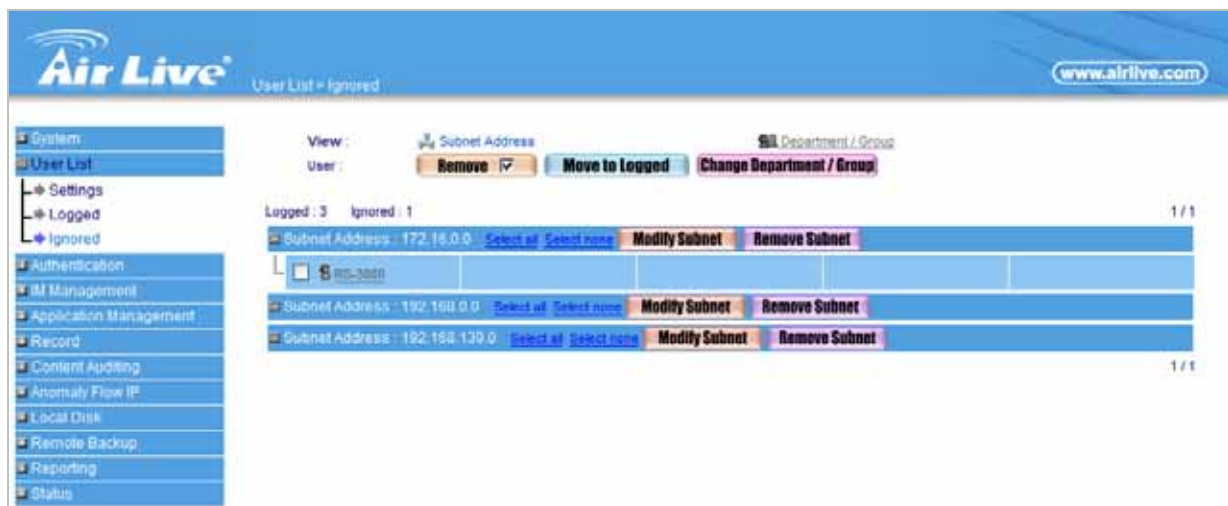 Air Live®
User List > Ignored
www.airlive.com
System
User List
Settings
Logged
Ignored
Authentication
IM Management
Application Management
Record
Content Auditing
Anomaly Flow IP
Local Disk
Remote Backup
Reporting
Status
View : Subnet Address Department / Group
User : Remove Move to Logged Change Department / Group
Logged : 3 Ignored : 1 1 / 1
Subnet Address : 172.16.0.0 Select all Select none Modify Subnet Remove Subnet
RS-3000
Subnet Address : 192.168.0.0 Select all Select none Modify Subnet Remove Subnet
Subnet Address : 192.168.139.0 Select all Select none Modify Subnet Remove Subnet
1 / 1